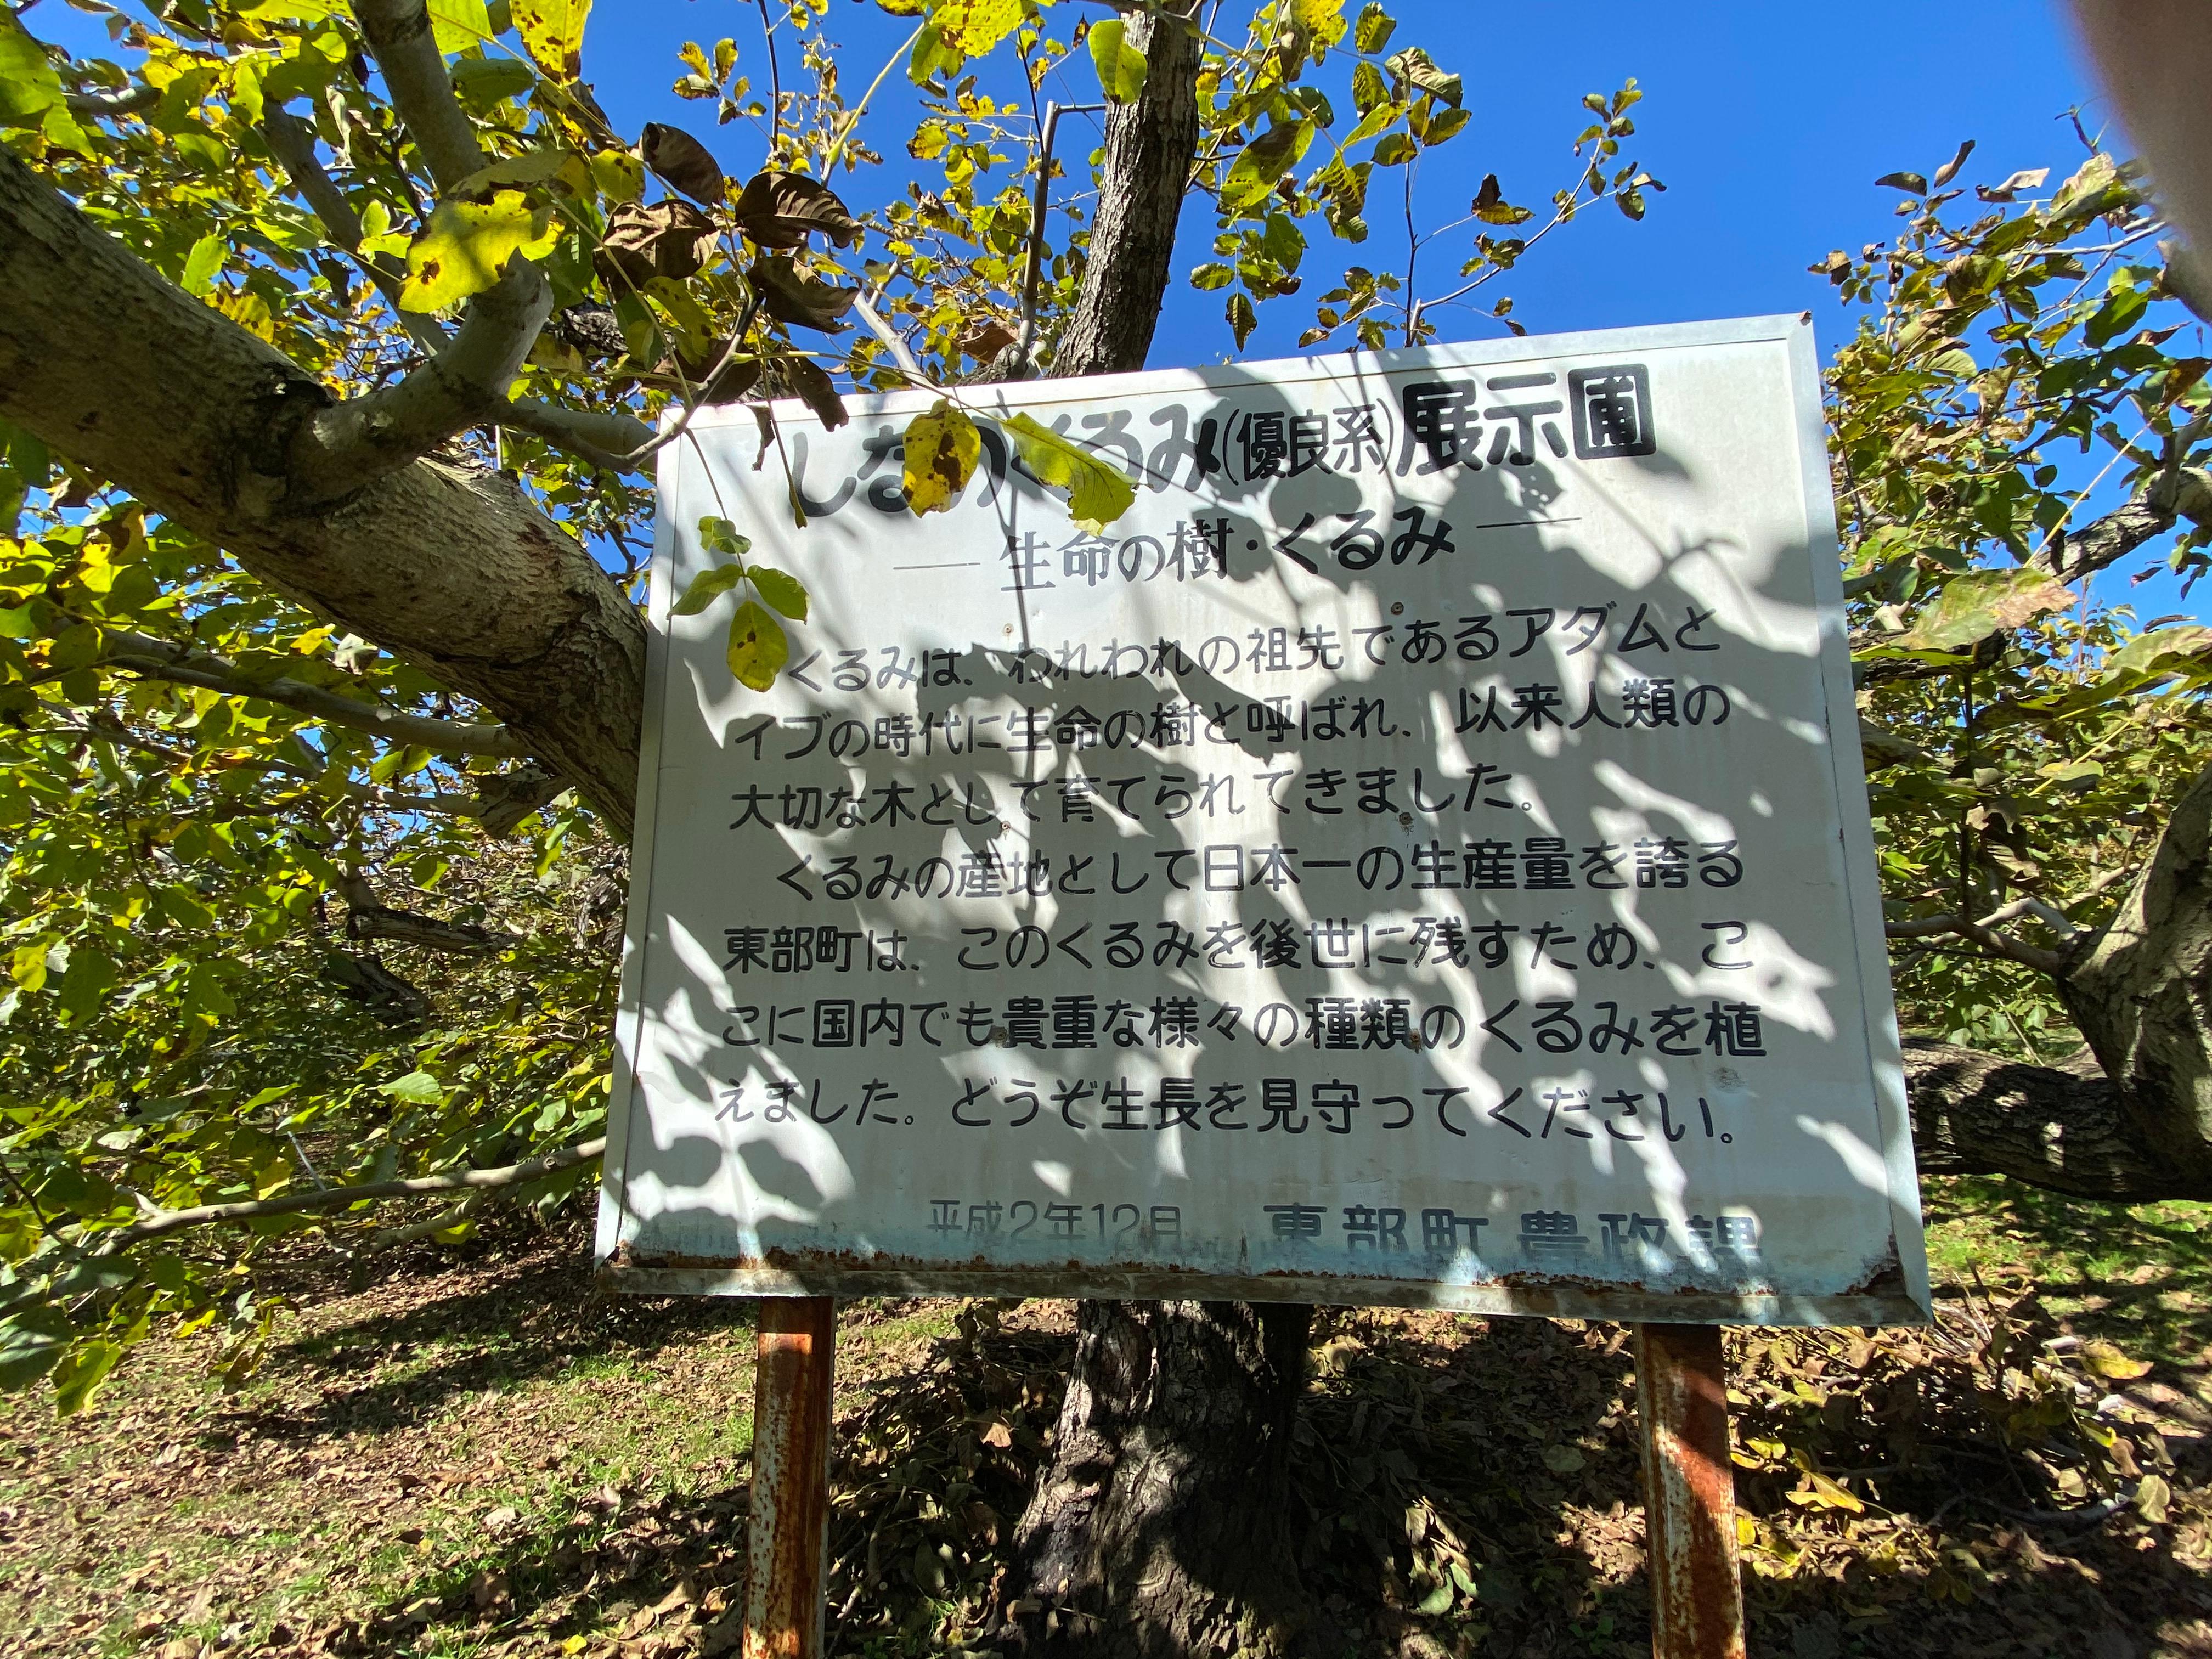 しなのくるみ(優良系)展示圃
生命の樹・くるみ
くるみは、われわれの祖先であるアダムと
イブの時代に生命の樹と呼ばれ、以来人類の
大切な木として育てられてきました。
くるみの産地として日本一の生産量を誇る
東部町は、このくるみを後世に残すため、こ
こに国内でも貴重な様々の種類のくるみを植
えました。どうぞ生長を見守ってください。
平成2年12月 東部町農政課